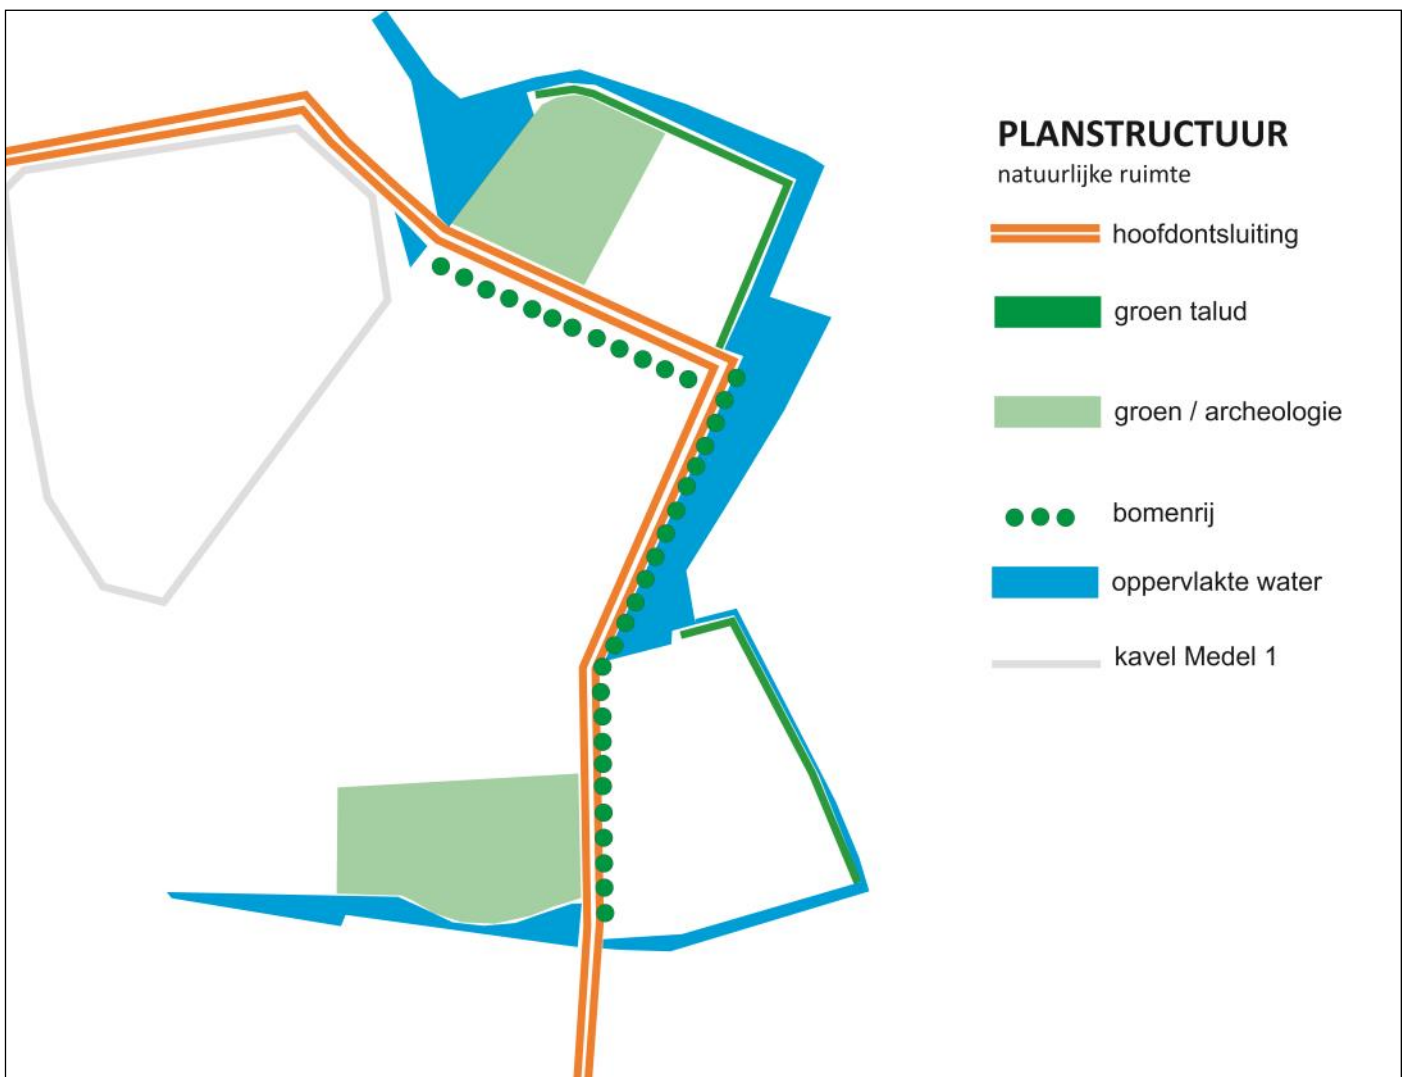 PLANSTRUCTUUR
natuurlijke ruimte
hoofdontsluiting
groen talud
groen / archeologie
bomenrij
oppervlakte water
kavel Medel 1